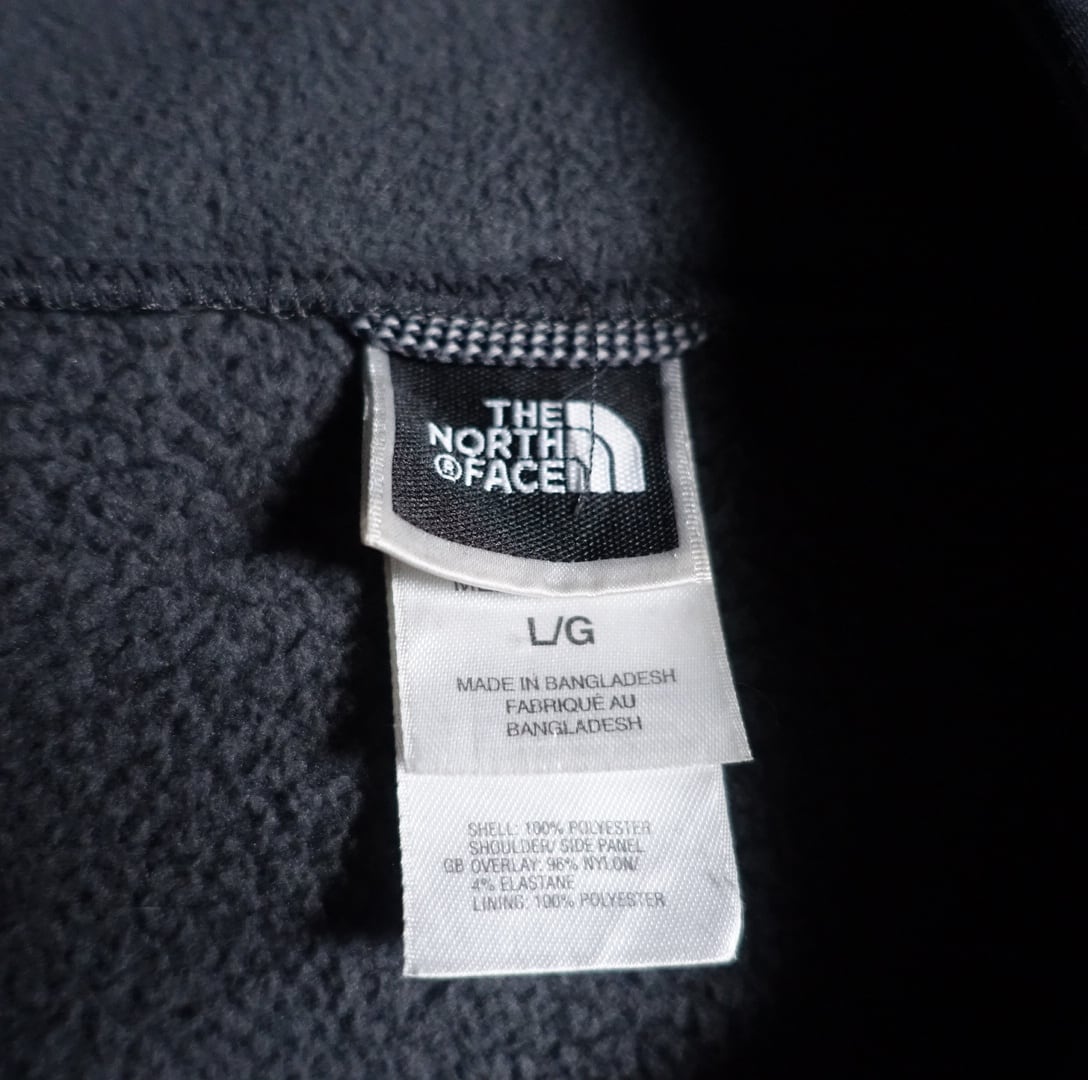 THE
NORTH
®FACE
L/G
MADE IN BANGLADESH
FABRIQUÉ AU
BANGLADESH
SHELL: 100% POLYESTER
SHOULDER/ SIDE PANEL
GB OVERLAY: 96% NYLON/
4% ELASTANE
LINING: 100% POLYESTER